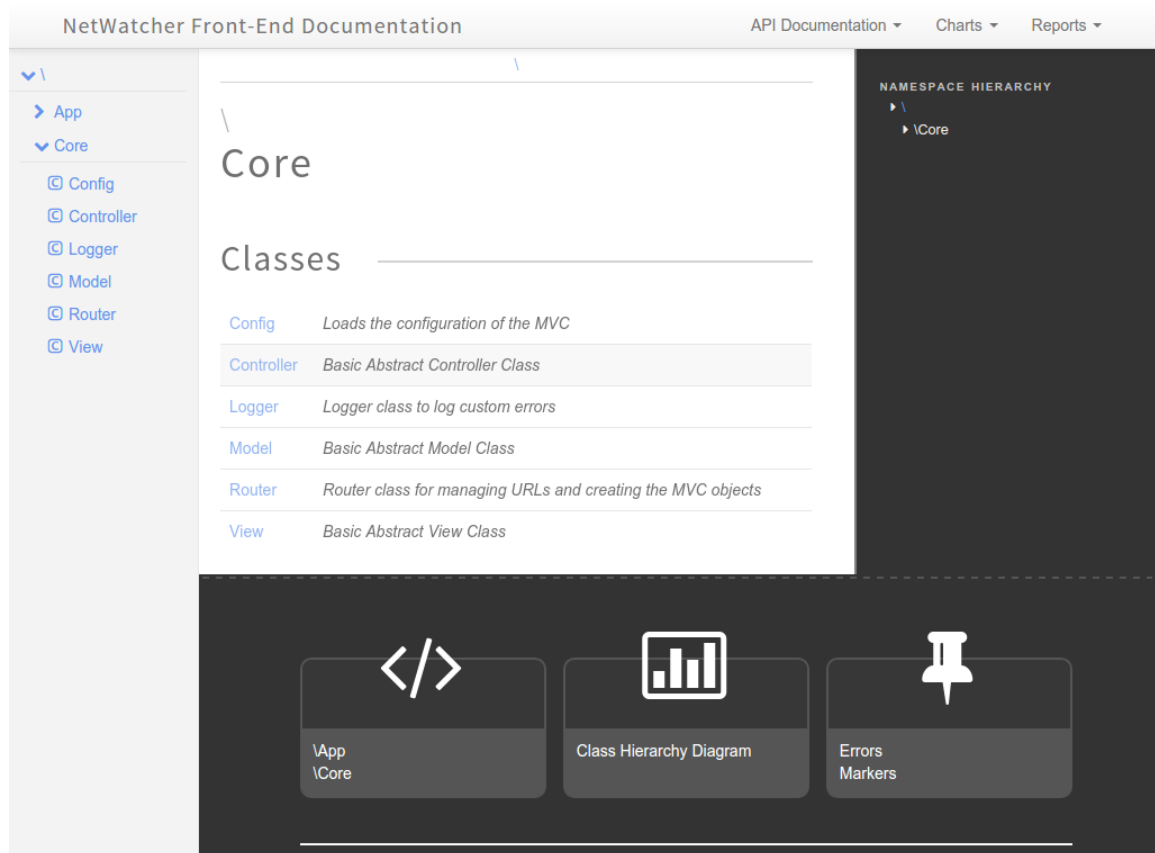 NetWatcher Front-End Documentation
API Documentation Charts Reports
\
App
Core
Config
Controller
Logger
Model
Router
View
\
\
Core
Classes
Config Loads the configuration of the MVC
Controller Basic Abstract Controller Class
Logger Logger class to log custom errors
Model Basic Abstract Model Class
Router Router class for managing URLs and creating the MVC objects
View Basic Abstract View Class
NAMESPACE HIERARCHY
\
\Core
\App
\Core
Class Hierarchy Diagram
Errors
Markers